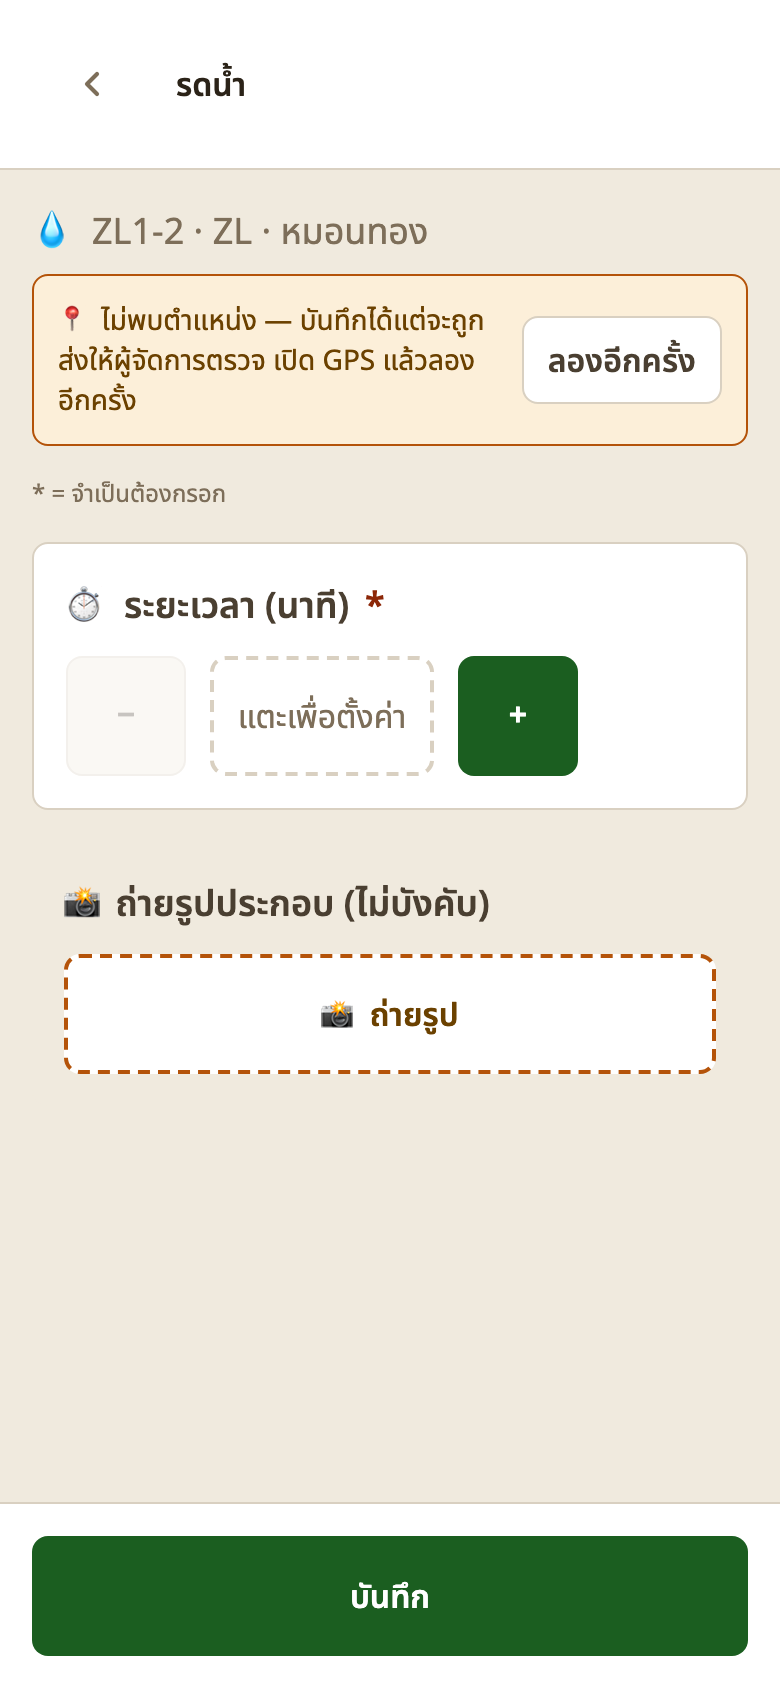 รดน้ำ
💧 ZL1-2 · ZL · หมอนทอง
📍 ไม่พบตำแหน่ง — บันทึกได้แต่จะถูก
ส่งให้ผู้จัดการตรวจ เปิด GPS แล้วลอง
อีกครั้ง
ลองอีกครั้ง
* = จำเป็นต้องกรอก
⏱️ ระยะเวลา (นาที) *
− แตะเพื่อตั้งค่า +
📸 ถ่ายรูปประกอบ (ไม่บังคับ)
📸 ถ่ายรูป
บันทึก